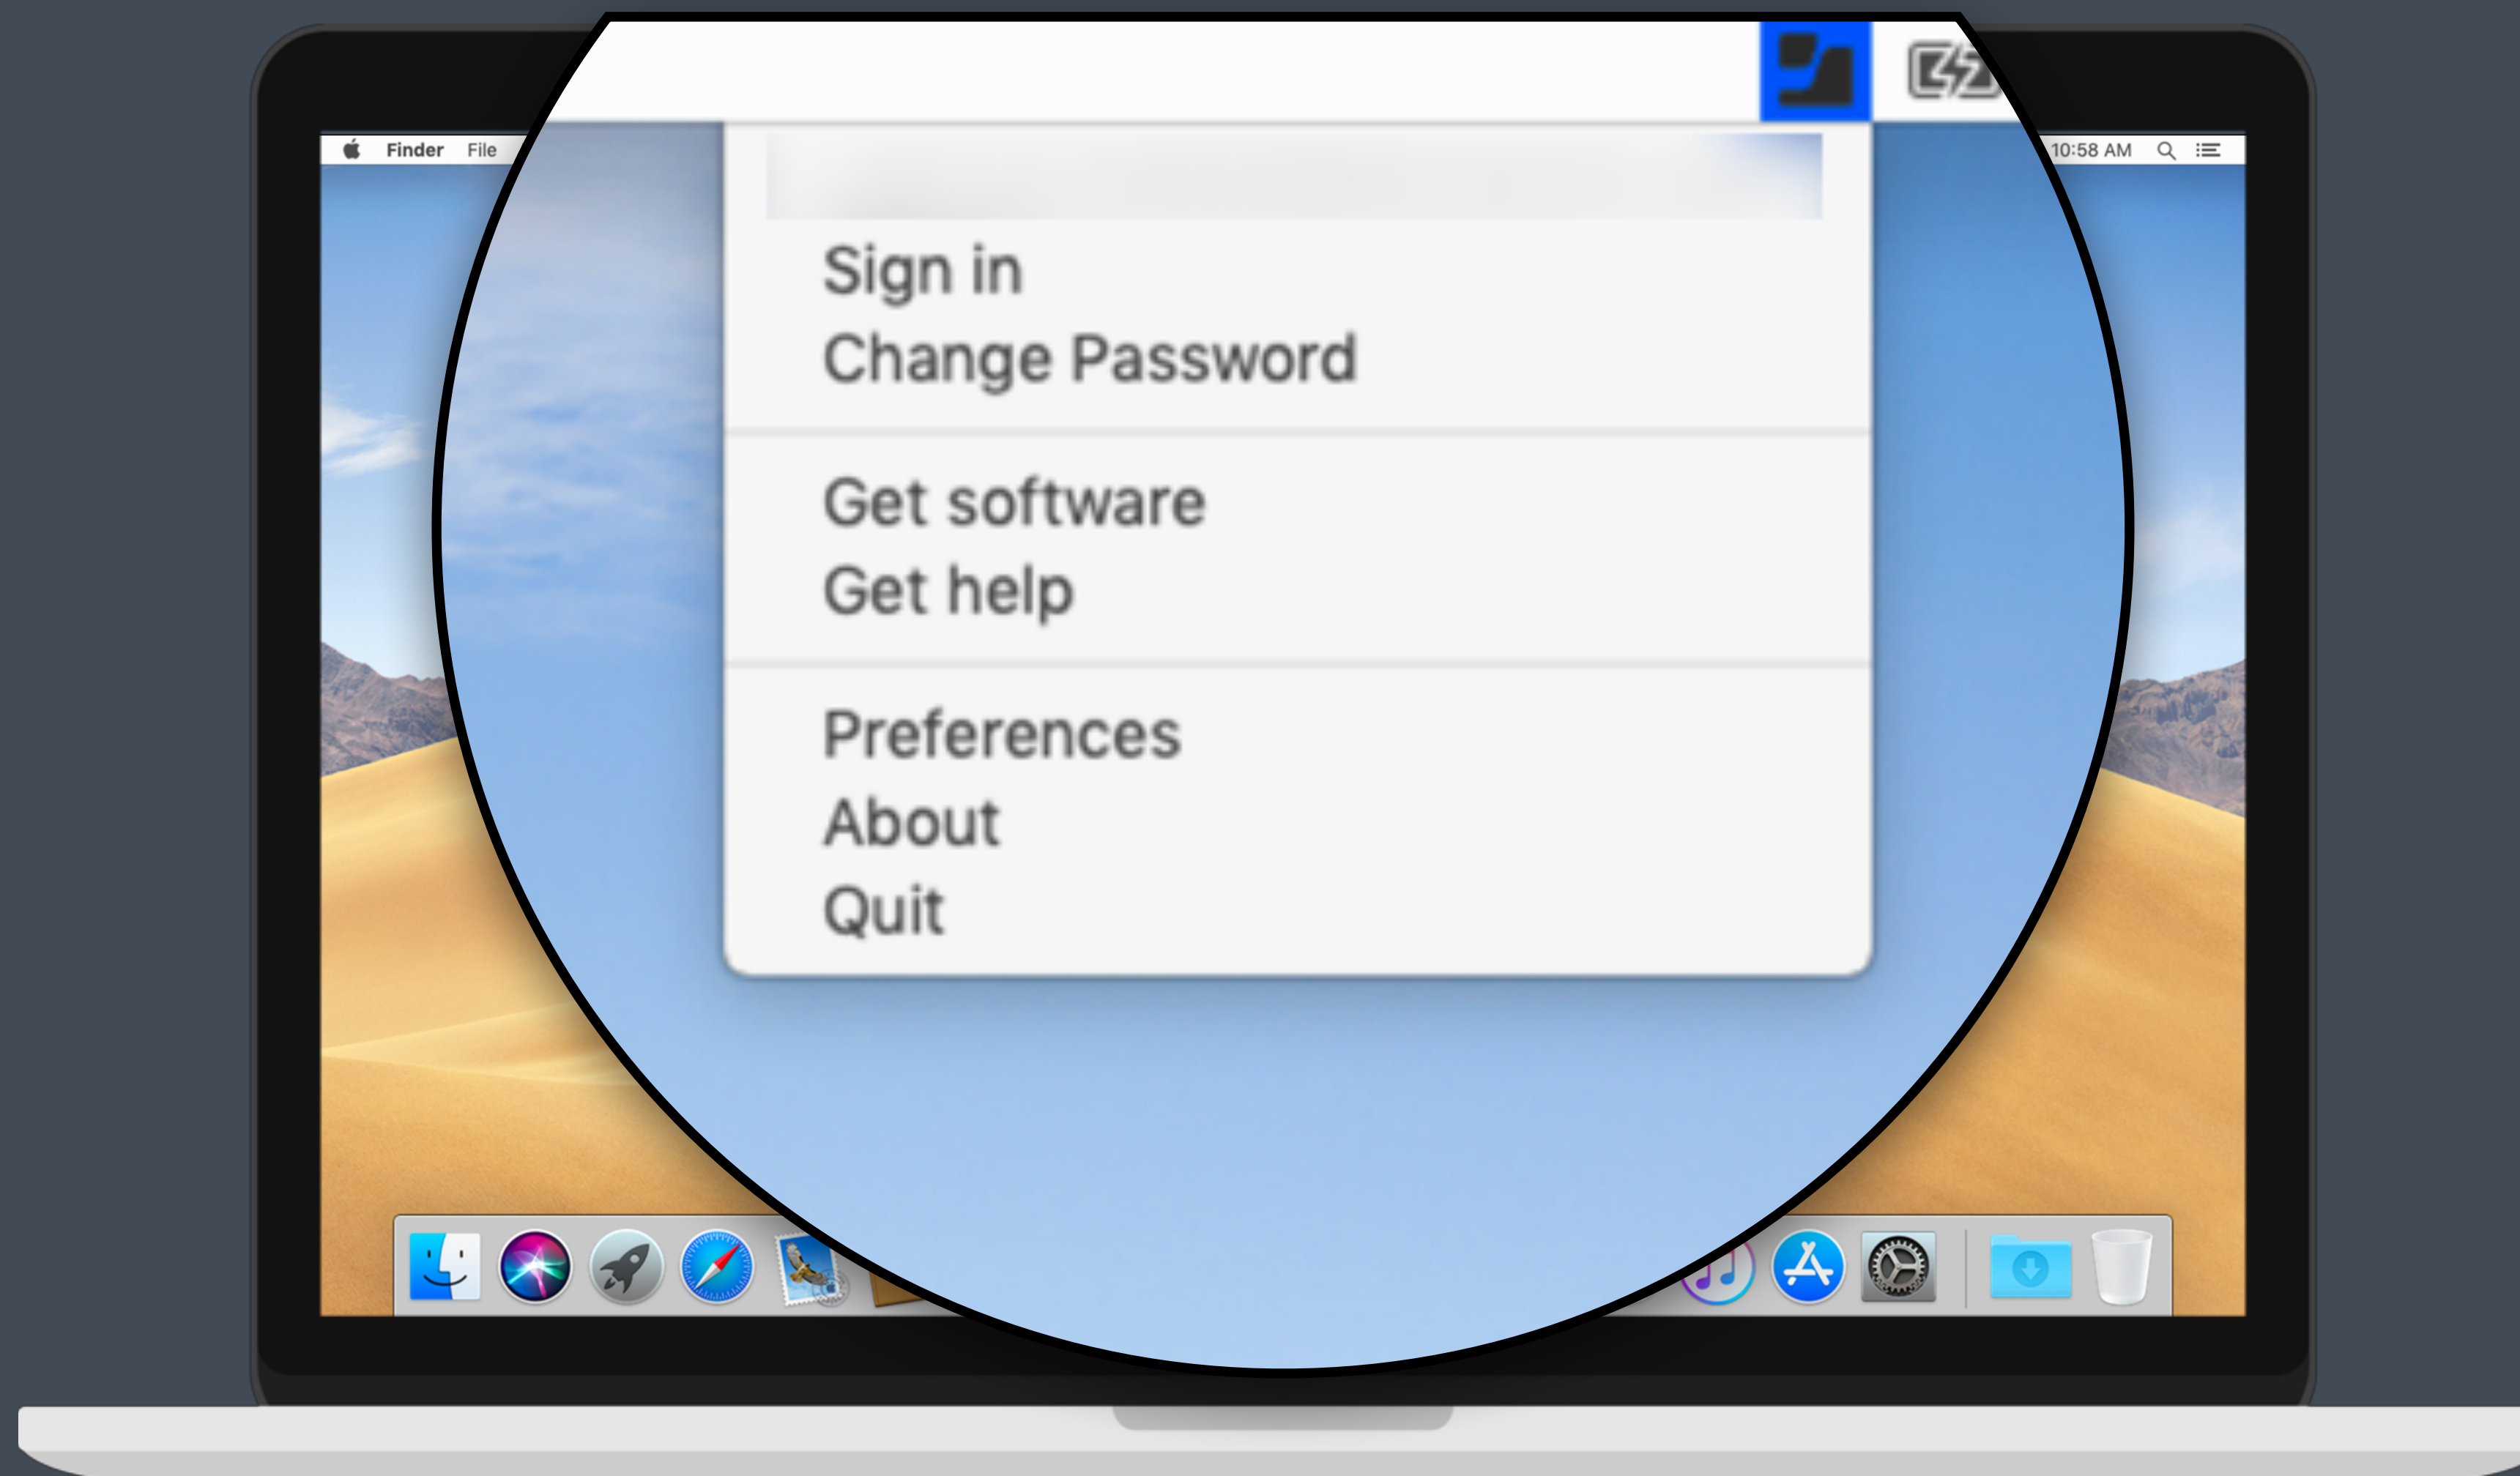 Finder File
10:58 AM
Sign in
Change Password
Get software
Get help
Preferences
About
Quit